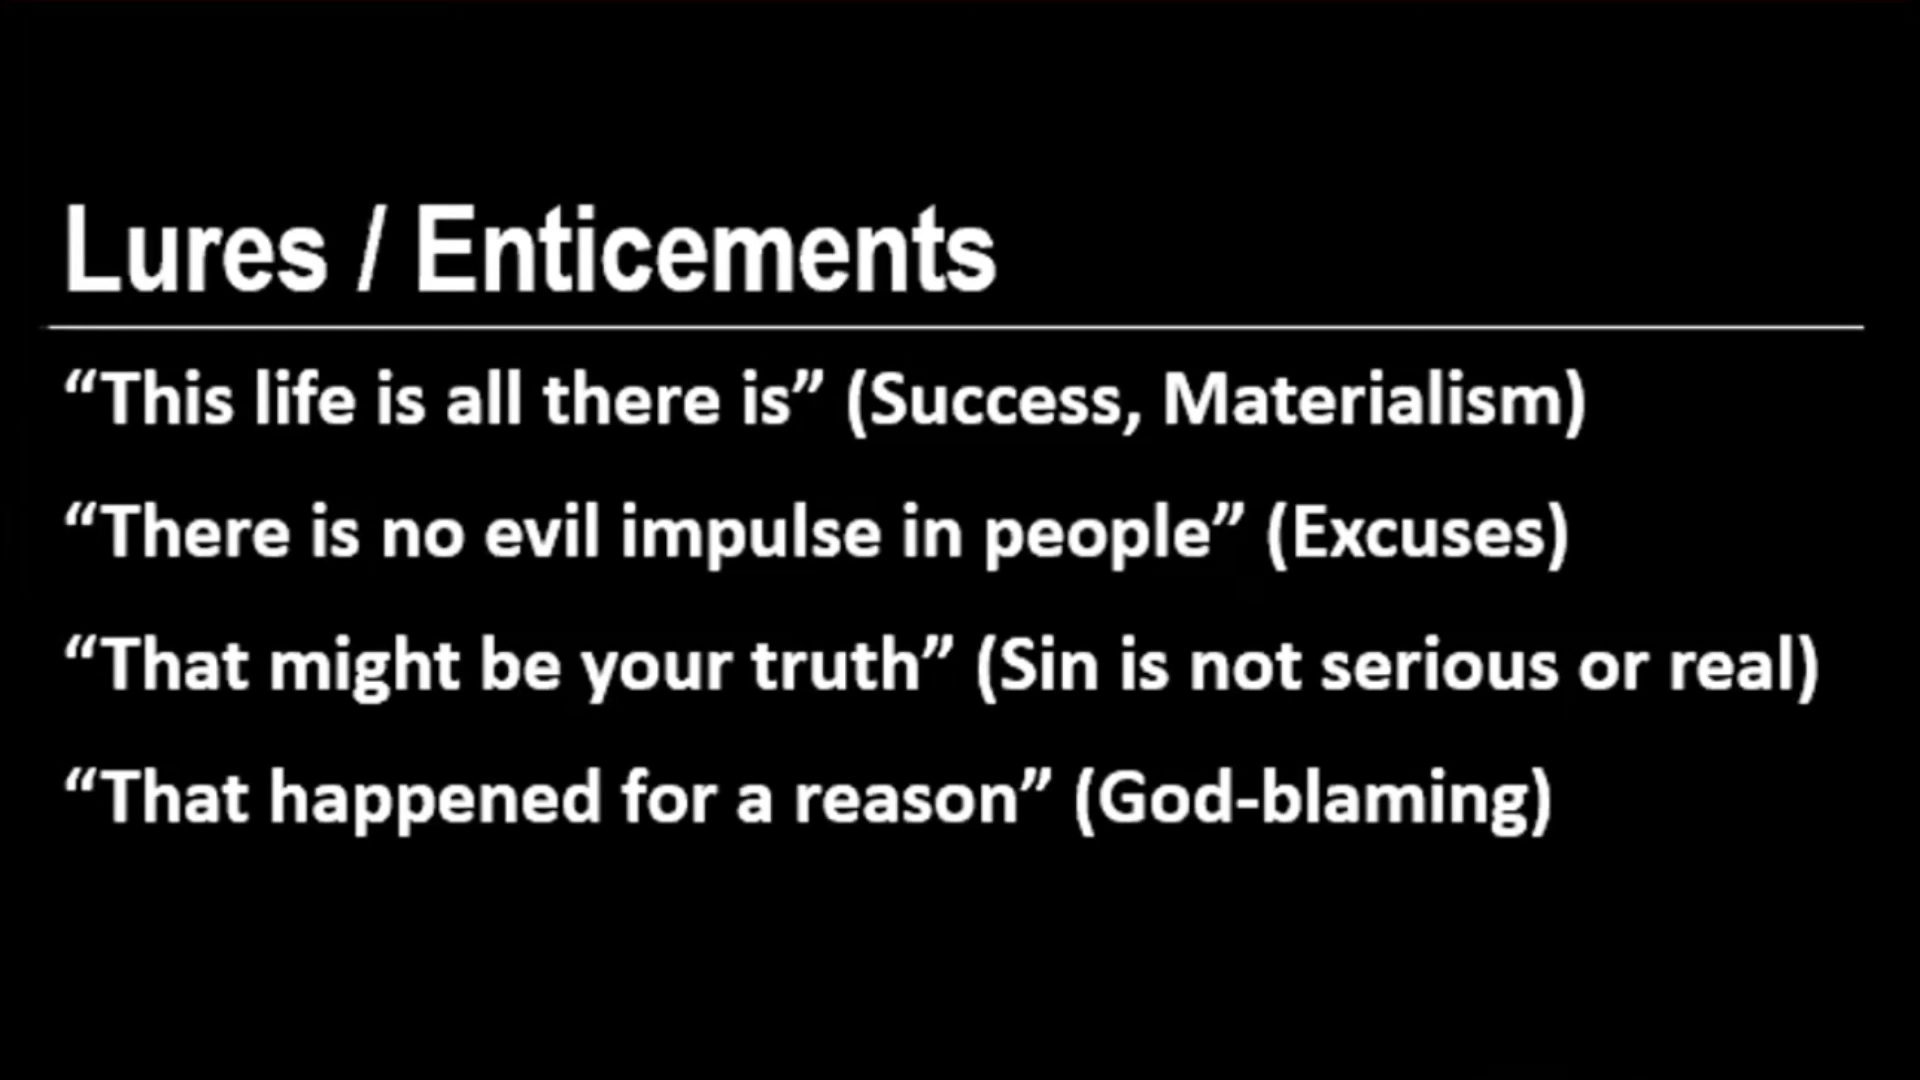 Lures / Enticements
“This life is all there is” (Success, Materialism)
“There is no evil impulse in people” (Excuses)
“That might be your truth” (Sin is not serious or real)
“That happened for a reason” (God-blaming)